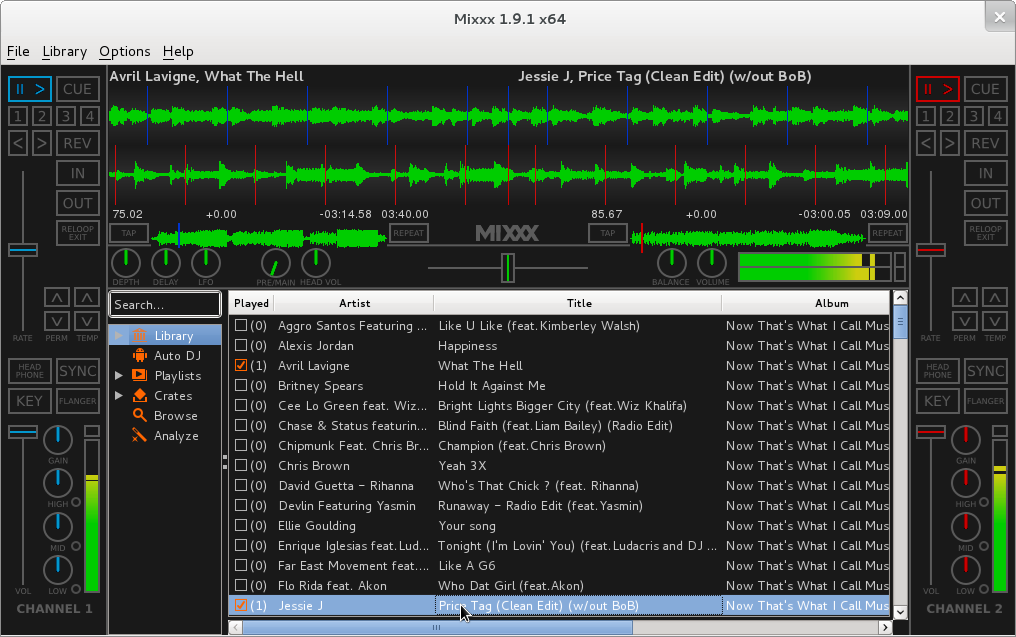 Mixxx 1.9.1 x64
File Library Options Help
Avril Lavigne, What The Hell
Jessie J, Price Tag (Clean Edit) (w/out BoB)
CUE
1 2 3 4
< > REV
IN
OUT
RELOOP
EXIT
RATE PERM TEMP
HEAD
PHONE
SYNC
KEY
FLANGER
GAIN
HIGH
MID
VOL LOW
CHANNEL 1
75.02 +0.00 -03:14.58 03:40.00
85.67 +0.00 -03:00.05 03:09.00
TAP REPEAT
MIXXX
TAP REPEAT
DEPTH DELAY LFO PRE/MAIN HEAD VOL
BALANCE VOLUME
Search...
Library
Auto DJ
Playlists
Crates
Browse
Analyze
Played Artist Title Album
(0) Aggro Santos Featuring ... Like U Like (feat.Kimberley Walsh) Now That's What I Call Mus
(0) Alexis Jordan Happiness Now That's What I Call Mus
(1) Avril Lavigne What The Hell Now That's What I Call Mus
(0) Britney Spears Hold It Against Me Now That's What I Call Mus
(0) Cee Lo Green feat. Wiz... Bright Lights Bigger City (feat.Wiz Khalifa) Now That's What I Call Mus
(0) Chase & Status featurin... Blind Faith (feat.Liam Bailey) (Radio Edit) Now That's What I Call Mus
(0) Chipmunk Feat. Chris Br... Champion (feat.Chris Brown) Now That's What I Call Mus
(0) Chris Brown Yeah 3X Now That's What I Call Mus
(0) David Guetta – Rihanna Who's That Chick ? (feat. Rihanna) Now That's What I Call Mus
(0) Devlin Featuring Yasmin Runaway – Radio Edit (feat.Yasmin) Now That's What I Call Mus
(0) Ellie Goulding Your song Now That's What I Call Mus
(0) Enrique Iglesias feat.Lud... Tonight (I'm Lovin' You) (feat.Ludacris and DJ ... Now That's What I Call Mus
(0) Far East Movement feat.... Like A G6 Now That's What I Call Mus
(0) Flo Rida feat. Akon Who Dat Girl (feat.Akon) Now That's What I Call Mus
(1) Jessie J Price Tag (Clean Edit) (w/out BoB) Now That's What I Call Mus
CUE
1 2 3 4
< > REV
IN
OUT
RELOOP
EXIT
RATE PERM TEMP
HEAD
PHONE
SYNC
KEY
FLANGER
GAIN
HIGH
MID
VOL LOW
CHANNEL 2